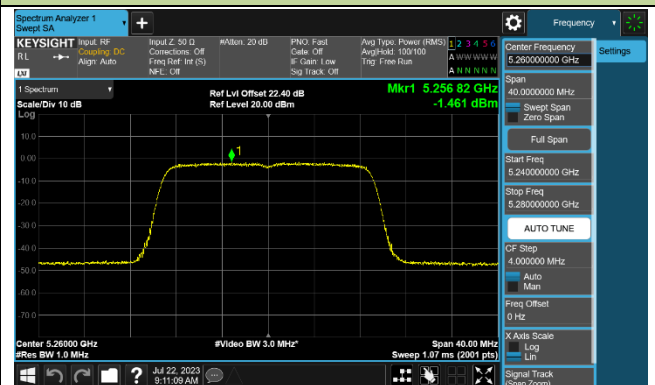 Spectrum Analyzer 1
Swept SA
Frequency
KEYSIGHT
Input: RF
Coupling: DC
Align: Auto
Input Z: 50 Ω
Corrections: Off
Freq Ref: Int (S)
NFE: Off
#Atten: 20 dB
PNO: Fast
Gate: Off
IF Gain: Low
Sig Track: Off
Avg Type: Power (RMS)
Avg|Hold: 100/100
Trig: Free Run
1 2 3 4 5 6
A W W W W W
A N N N N N
RL
LXI
1 Spectrum
Scale/Div 10 dB
Log
Ref Lvl Offset 22.40 dB
Ref Level 20.00 dBm
Mkr1 5.256 82 GHz
-1.461 dBm
1
10.0
0.00
-10.0
-20.0
-30.0
-40.0
-50.0
-60.0
-70.0
Center 5.26000 GHz
#Res BW 1.0 MHz
#Video BW 3.0 MHz*
Span 40.00 MHz
Sweep 1.07 ms (2001 pts)
Center Frequency
5.260000000 GHz
Settings
Span
40.0000000 MHz
Swept Span
Zero Span
Full Span
Start Freq
5.240000000 GHz
Stop Freq
5.280000000 GHz
AUTO TUNE
CF Step
4.000000 MHz
Auto
Man
Freq Offset
0 Hz
X Axis Scale
Log
Lin
Signal Track
(Span Zoom)
?
Jul 22, 2023
9:11:09 AM